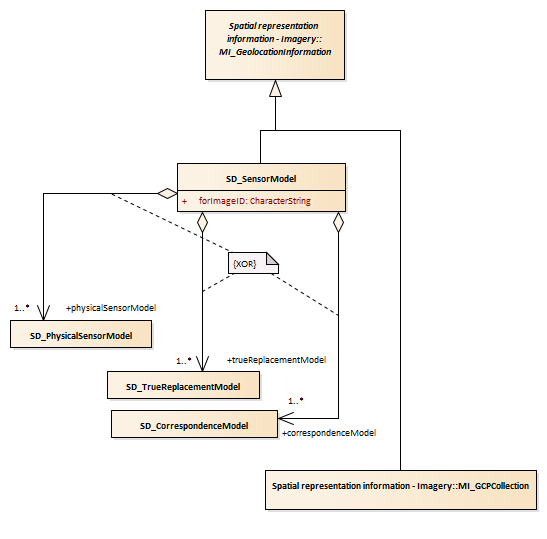 Spatial representation
information - Imagery::
MI_GeolocationInformation
SD_SensorModel
+ forImageID: CharacterString
{XOR}
1..* +physicalSensorModel
SD_PhysicalSensorModel
1..* +trueReplacementModel
SD_TrueReplacementModel
1..*
SD_CorrespondenceModel
+correspondenceModel
Spatial representation information - Imagery::MI_GCPCollection